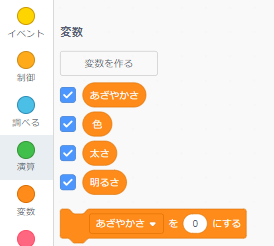 イベント
制御
調べる
演算
変数
変数
変数を作る
あざやかさ
色
太さ
明るさ
あざやかさ を 0 にする